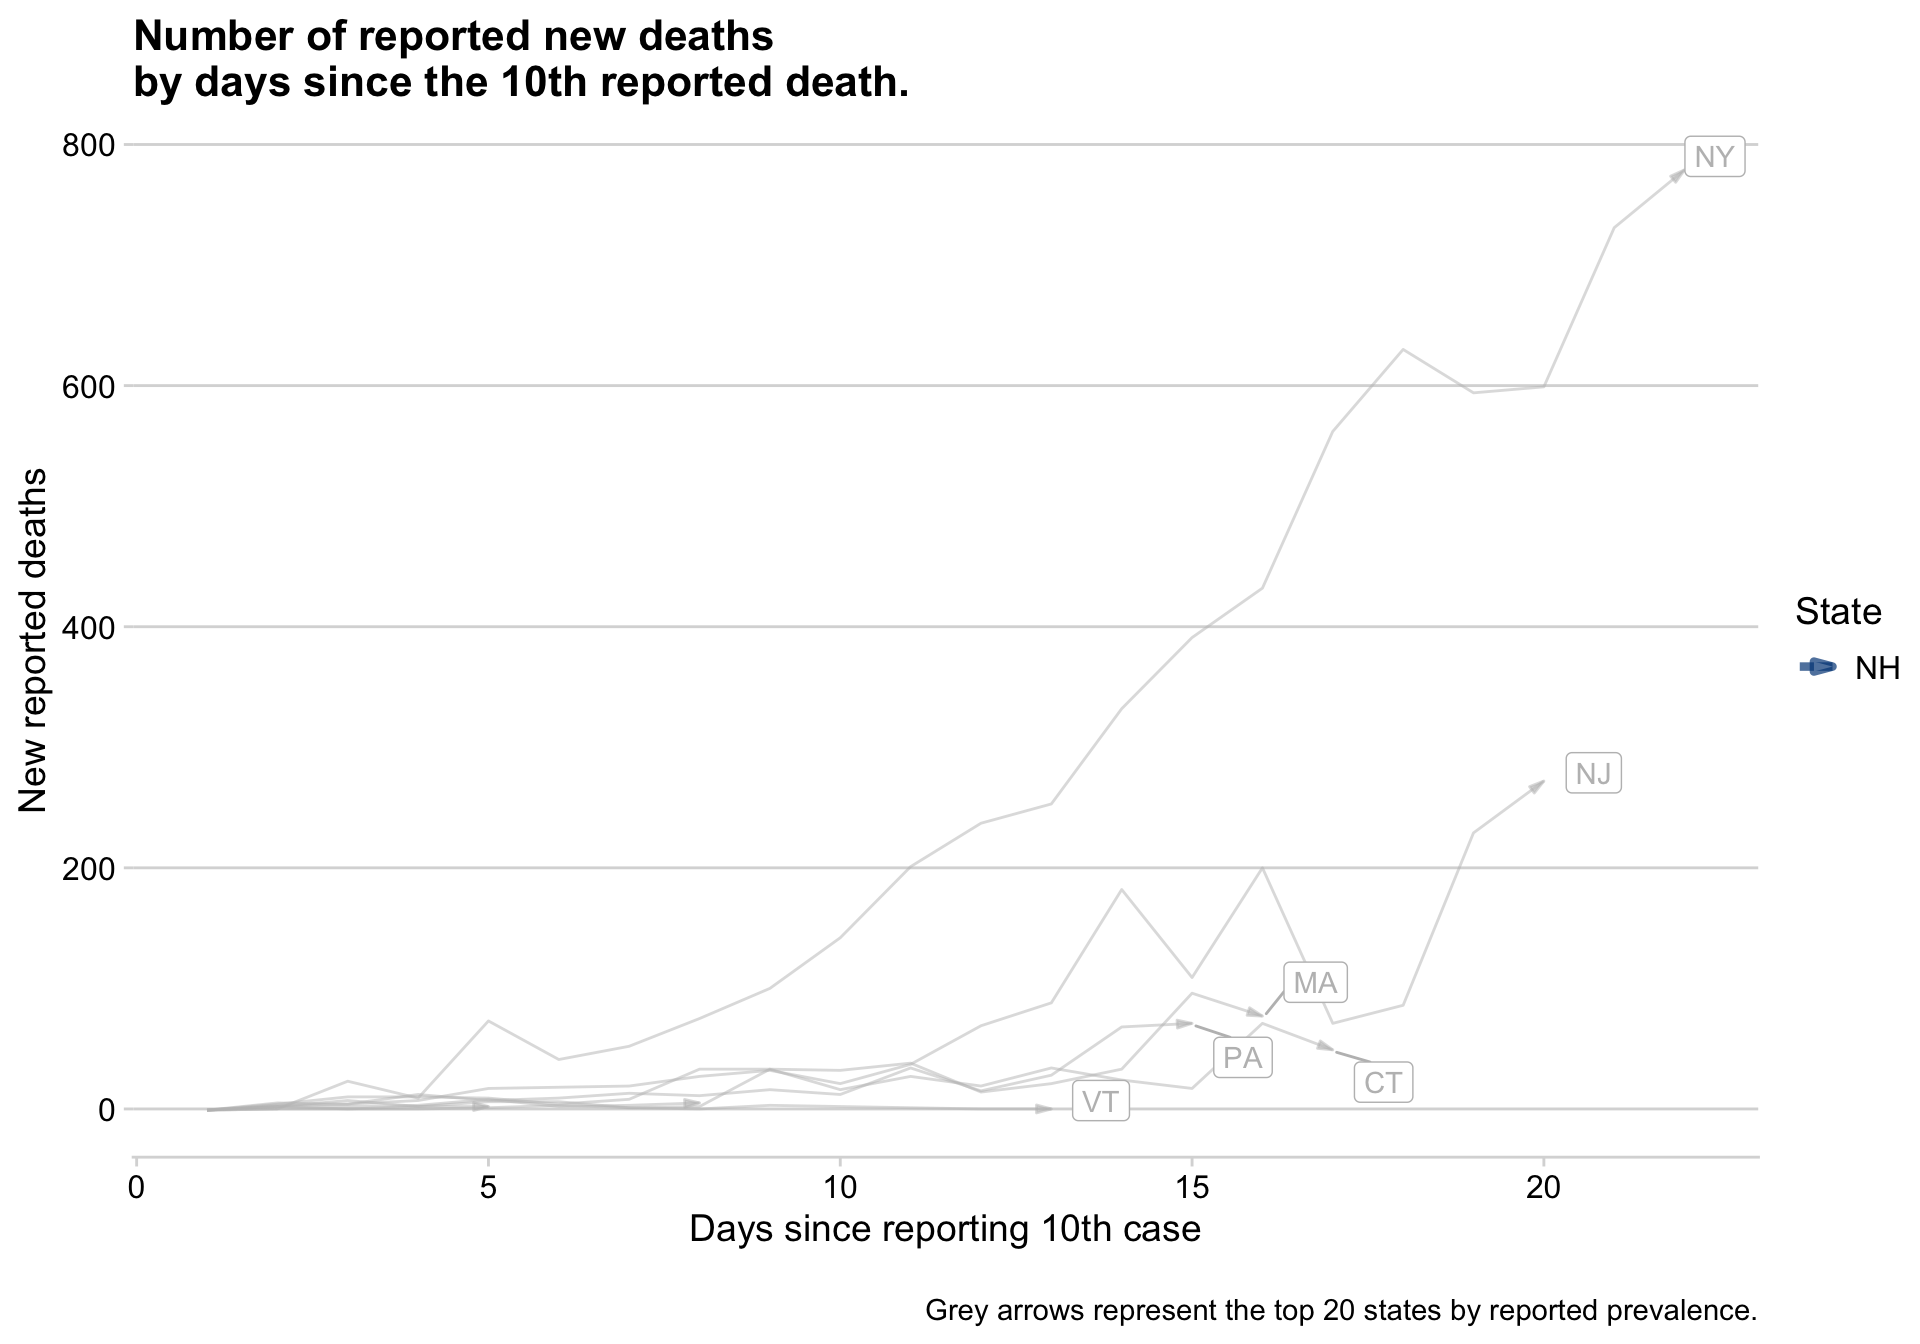 Number of reported new deaths
by days since the 10th reported death.
800
600
400
200
0
New reported deaths
NY
NJ
MA
PA
CT
VT
State
NH
0 5 10 15 20
Days since reporting 10th case
Grey arrows represent the top 20 states by reported prevalence.